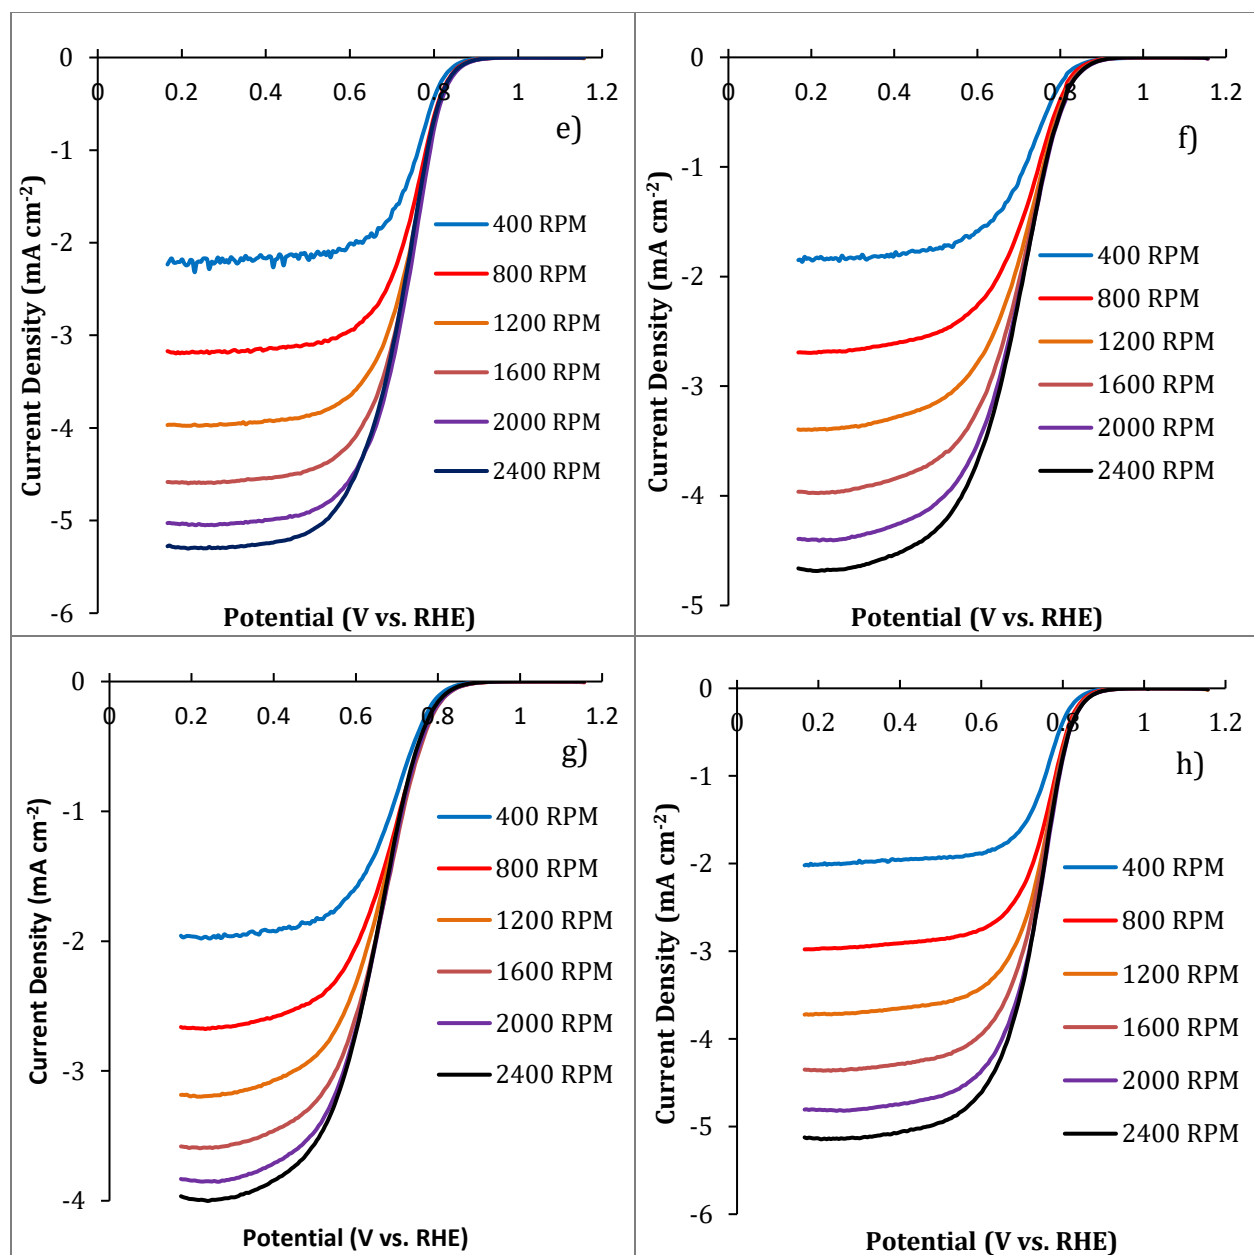 0
0 0.2 0.4 0.6 0.8 1 1.2
e)
-1
-2
-3
-4
-5
-6
Current Density (mA cm-2)
400 RPM
800 RPM
1200 RPM
1600 RPM
2000 RPM
2400 RPM
Potential (V vs. RHE)
0
0 0.2 0.4 0.6 0.8 1 1.2
f)
-1
-2
-3
-4
-5
Current Density (mA cm-2)
400 RPM
800 RPM
1200 RPM
1600 RPM
2000 RPM
2400 RPM
Potential (V vs. RHE)
0
0 0.2 0.4 0.6 0.8 1 1.2
g)
-1
-2
-3
-4
Current Density (mA cm-2)
400 RPM
800 RPM
1200 RPM
1600 RPM
2000 RPM
2400 RPM
Potential (V vs. RHE)
0
0 0.2 0.4 0.6 0.8 1 1.2
h)
-1
-2
-3
-4
-5
-6
Current Density (mA cm-2)
400 RPM
800 RPM
1200 RPM
1600 RPM
2000 RPM
2400 RPM
Potential (V vs. RHE)